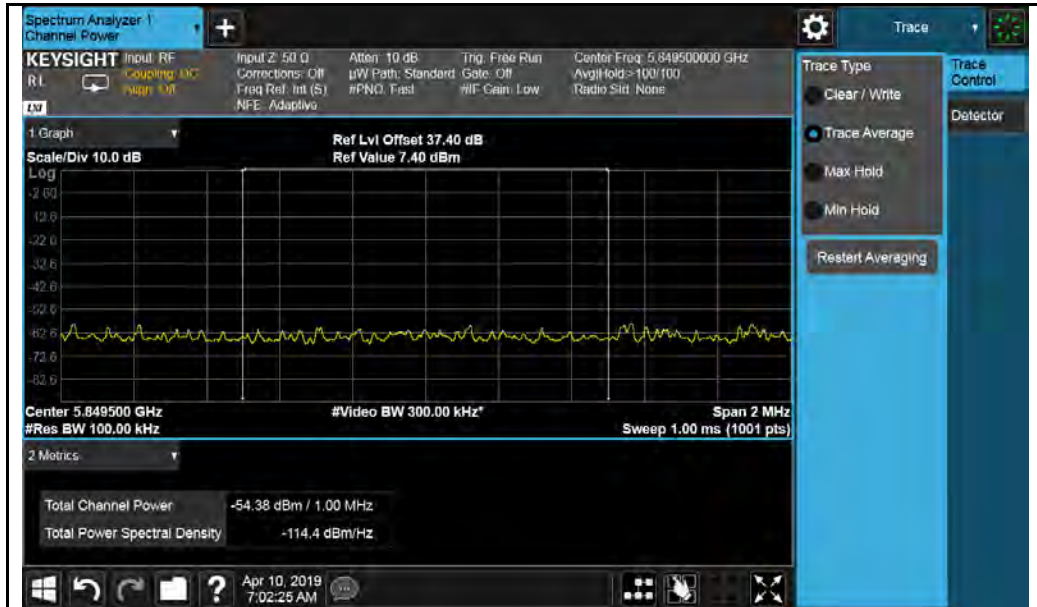 Spectrum Analyzer 1
Channel Power
+
Trace
KEYSIGHT Input: RF
R L
Coupling: DC
Align: Off
LXI
Input Z: 50 Ω
Corrections: Off
Freq Ref: Int (S)
NFE: Adaptive
Atten: 10 dB
µW Path: Standard
#PNO: Fast
Trig: Free Run
Gate: Off
#IF Gain: Low
Center Freq: 5.849500000 GHz
Avg|Hold>100/100
Radio Std: None
Trace Type
Clear / Write
Trace Average
Max Hold
Min Hold
Restart Averaging
Trace
Control
Detector
1 Graph
Scale/Div 10.0 dB
Ref Lvl Offset 37.40 dB
Ref Value 7.40 dBm
Log
-2.60
-12.6
-22.6
-32.6
-42.6
-52.6
-62.6
-72.6
-82.6
Center 5.849500 GHz
#Res BW 100.00 kHz
#Video BW 300.00 kHz*
Span 2 MHz
Sweep 1.00 ms (1001 pts)
2 Metrics
Total Channel Power -54.38 dBm / 1.00 MHz
Total Power Spectral Density -114.4 dBm/Hz
?
Apr 10, 2019
7:02:25 AM